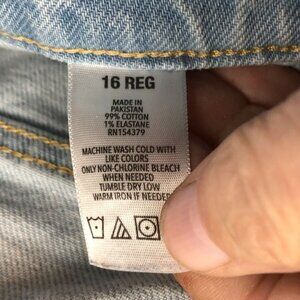 16 REG
MADE IN
PAKISTAN
99% COTTON
1% ELASTANE
RN154379
MACHINE WASH COLD WITH
LIKE COLORS
ONLY NON-CHLORINE BLEACH
WHEN NEEDED
TUMBLE DRY LOW
WARM IRON IF NEEDED